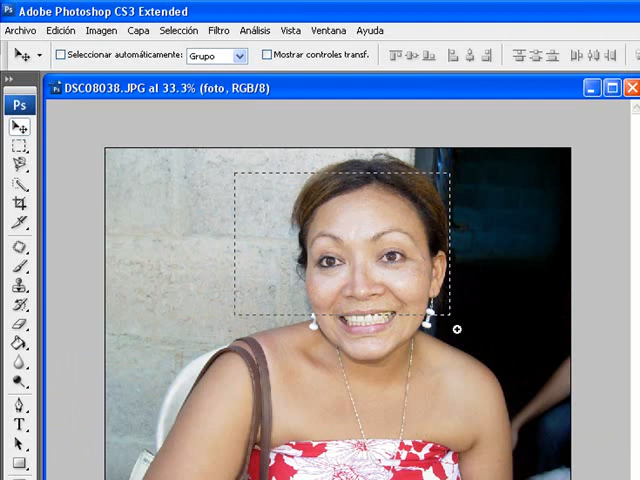 Adobe Photoshop CS3 Extended
Archivo Edición Imagen Capa Selección Filtro Análisis Vista Ventana Ayuda
Seleccionar automáticamente: Grupo Mostrar controles transf.
DSC08038.JPG al 33.3% (foto, RGB/8)
Ps